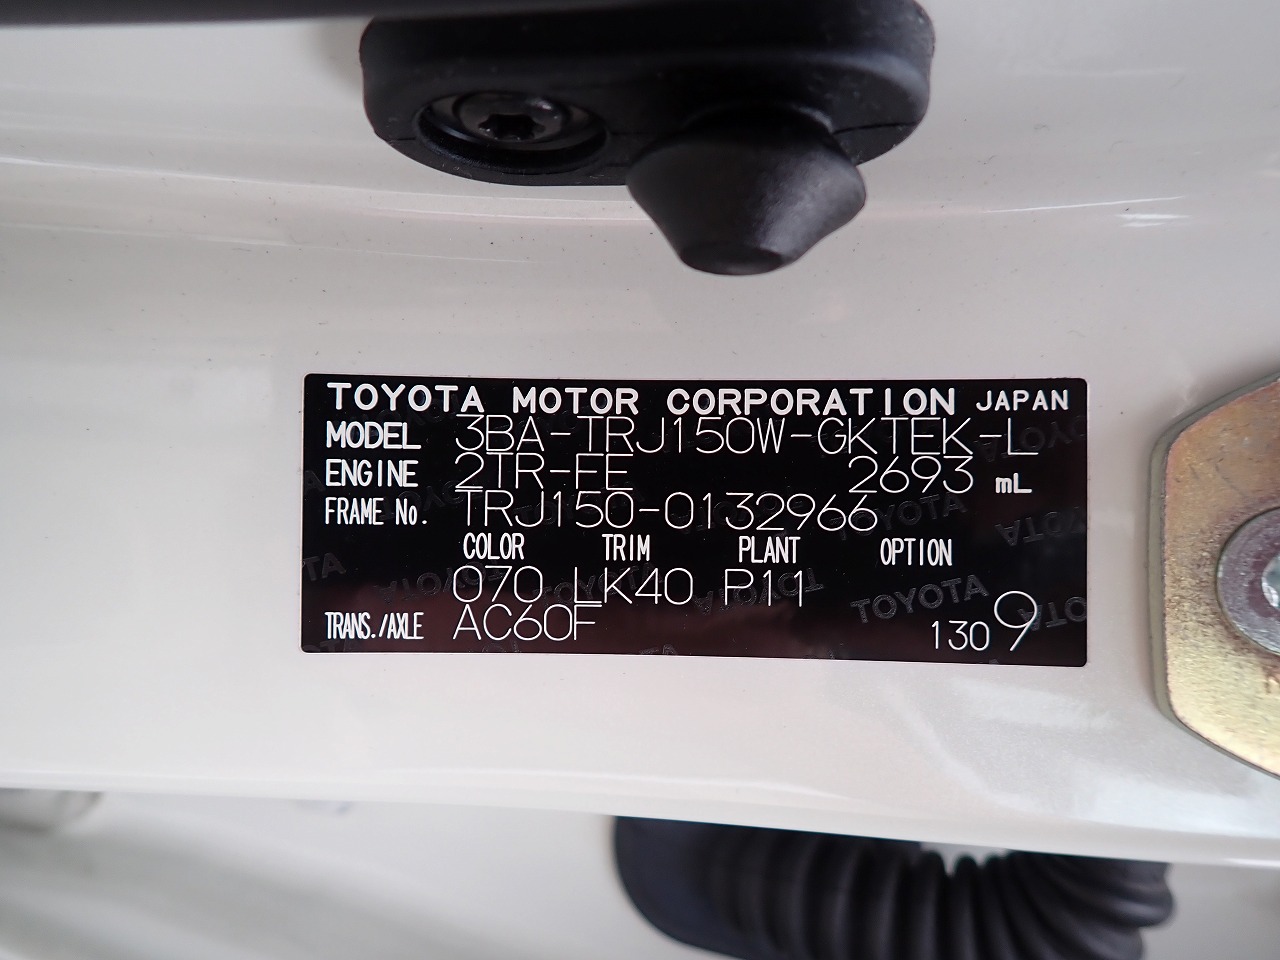 TOYOTA MOTOR CORPORATION JAPAN
MODEL 3BA-TRJ150W-GKTEK-L
ENGINE 2TR-FE 2693 mL
FRAME No. TRJ150-0132966
COLOR TRIM PLANT OPTION
070 LK40 P11
TRANS./AXLE AC60F 1309